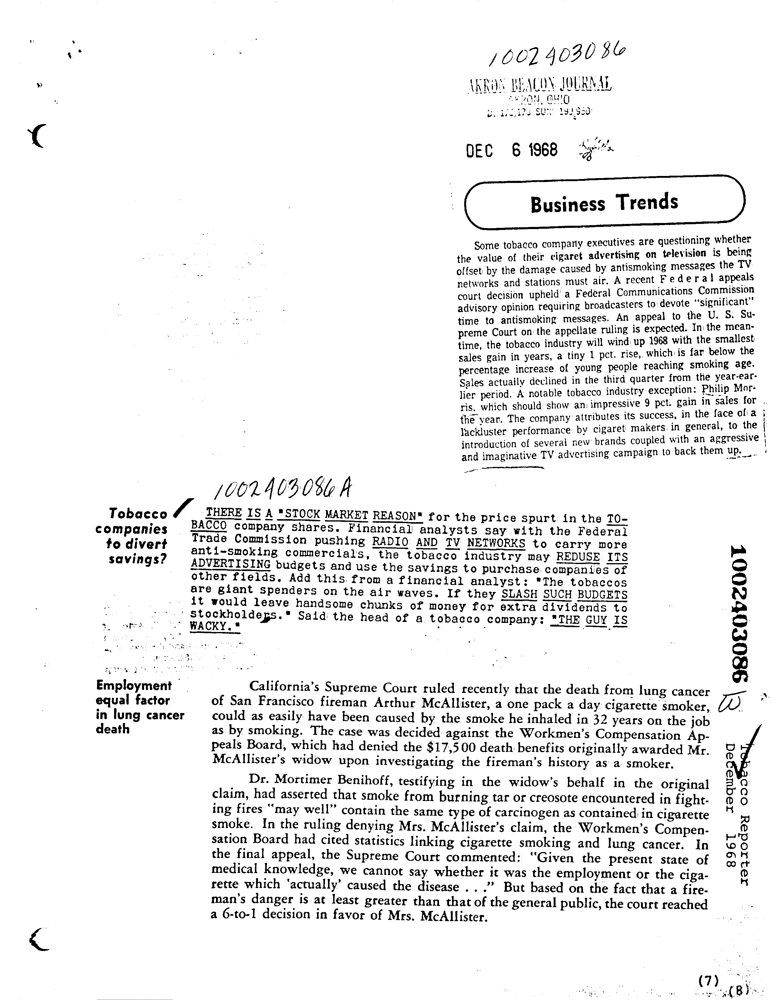 1002403086
AKRON BEACON JOURNAL
AKRON, OHIO
DEC 6 1968
Business Trends
Some tobacco company executives are questioning whether
the value of their cigaret advertising on television is being
offset by the damage caused by antismoking messages the TV
networks and stations must air. A recent Federal appeals
court decision upheld a Federal Communications Commission
advisory opinion requiring broadcasters to devote "significant"
time to antismoking messages. An appeal to the U. S. Su-
preme Court on the appellate ruling is expected. In the mean-
time, the tobacco industry will wind up 1968 with the smallest
sales gain in years, a tiny 1 pct. rise, which is far below the
percentage increase of young people reaching smoking age.
Sales actually declined in the third quarter from the year-ear-
lier period. A notable tobacco industry exception: Philip Mor-
ris, which should show an impressive 9 pct. gain in sales for
the year. The company attributes its success, in the face of a
lackluster performance by cigaret makers in general, to the
introduction of several new brands coupled with an aggressive
and imaginative TV advertising campaign to back them up.
1002403086A
Tobacco
companies
to divert
savings?
THERE IS A "STOCK MARKET REASON" for the price spurt in the TO-
BACCO company shares. Financial analysts say with the Federal
Trade Commission pushing RADIO AND TV NETWORKS to carry more
anti-smoking commercials, the tobacco industry may REDUSE ITS
ADVERTISING budgets and use the savings to purchase companies of
other fields. Add this from a financial analyst: "The tobaccos
are giant spenders on the air waves. If they SLASH SUCH BUDGETS
it would leave handsome chunks of money for extra dividends to
stockholders." Said the head of a tobacco company: "THE GUY IS
WACKY."
1002403086
Employment
equal factor
in lung cancer
death
California's Supreme Court ruled recently that the death from lung cancer
of San Francisco fireman Arthur McAllister, a one pack a day cigarette smoker,
could as easily have been caused by the smoke he inhaled in 32 years on the job
as by smoking. The case was decided against the Workmen's Compensation Ap-
peals Board, which had denied the $17,500 death benefits originally awarded Mr.
McAllister's widow upon investigating the fireman's history as a smoker.
Dr. Mortimer Benihoff, testifying in the widow's behalf in the original
claim, had asserted that smoke from burning tar or creosote encountered in fight-
ing fires "may well" contain the same type of carcinogen as contained in cigarette
smoke. In the ruling denying Mrs. McAllister's claim, the Workmen's Compen-
sation Board had cited statistics linking cigarette smoking and lung cancer. In
the final appeal, the Supreme Court commented: "Given the present state of
medical knowledge, we cannot say whether it was the employment or the ciga-
rette which 'actually' caused the disease . . ." But based on the fact that a fire-
man's danger is at least greater than that of the general public, the court reached
a 6-to-1 decision in favor of Mrs. McAllister.
Tobacco Reporter
December 1968
(7)
(8)